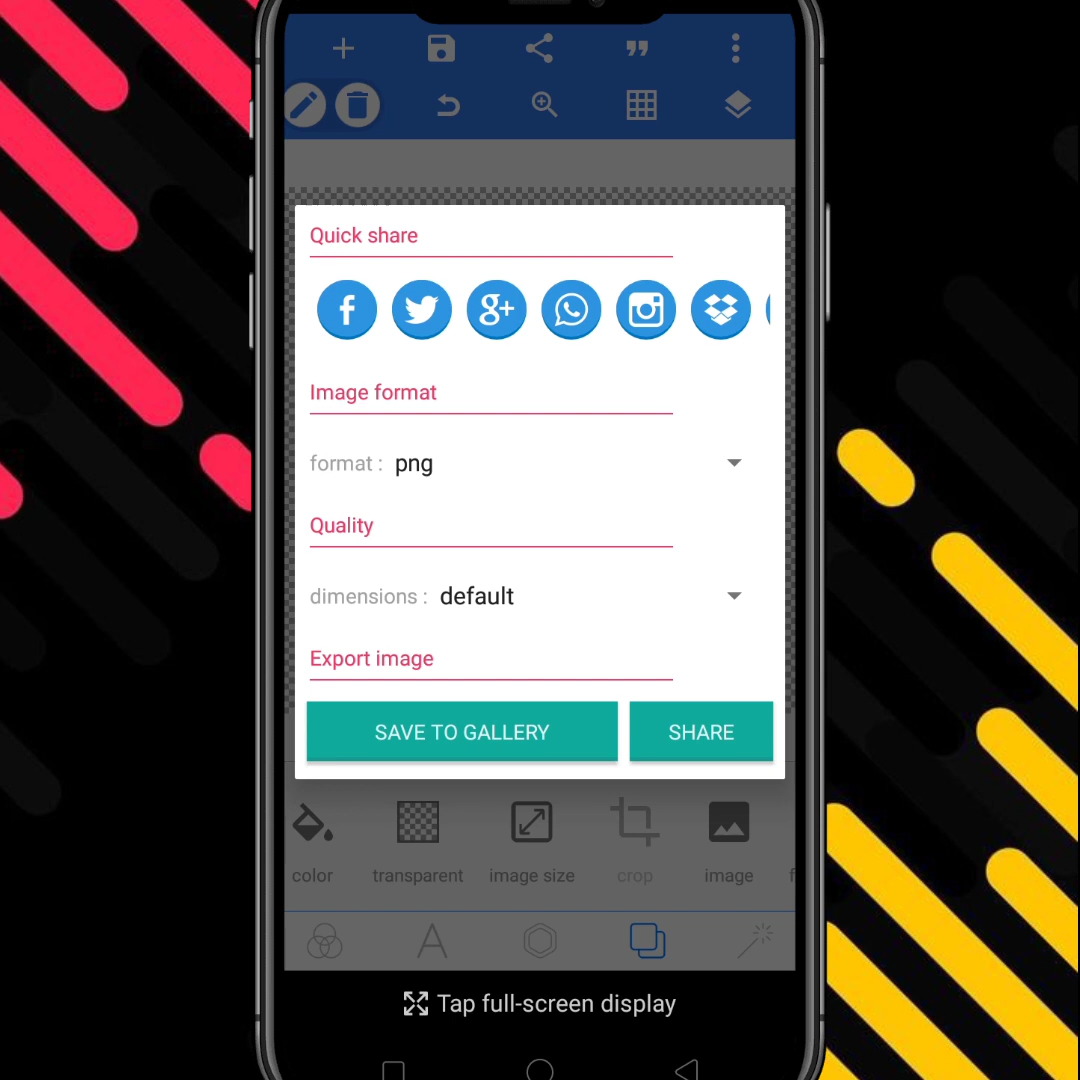 Quick share
Image format
format : png
Quality
dimensions : default
Export image
SAVE TO GALLERY SHARE
color transparent image size crop image f
Tap full-screen display